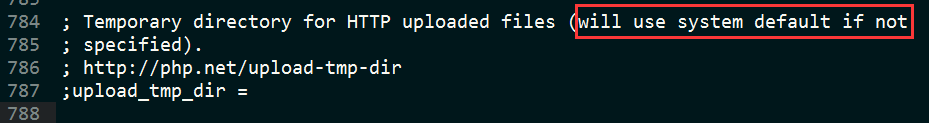 783
784 ; Temporary directory for HTTP uploaded files (will use system default if not
785 ; specified).
786 ; http://php.net/upload-tmp-dir
787 ;upload_tmp_dir =
788